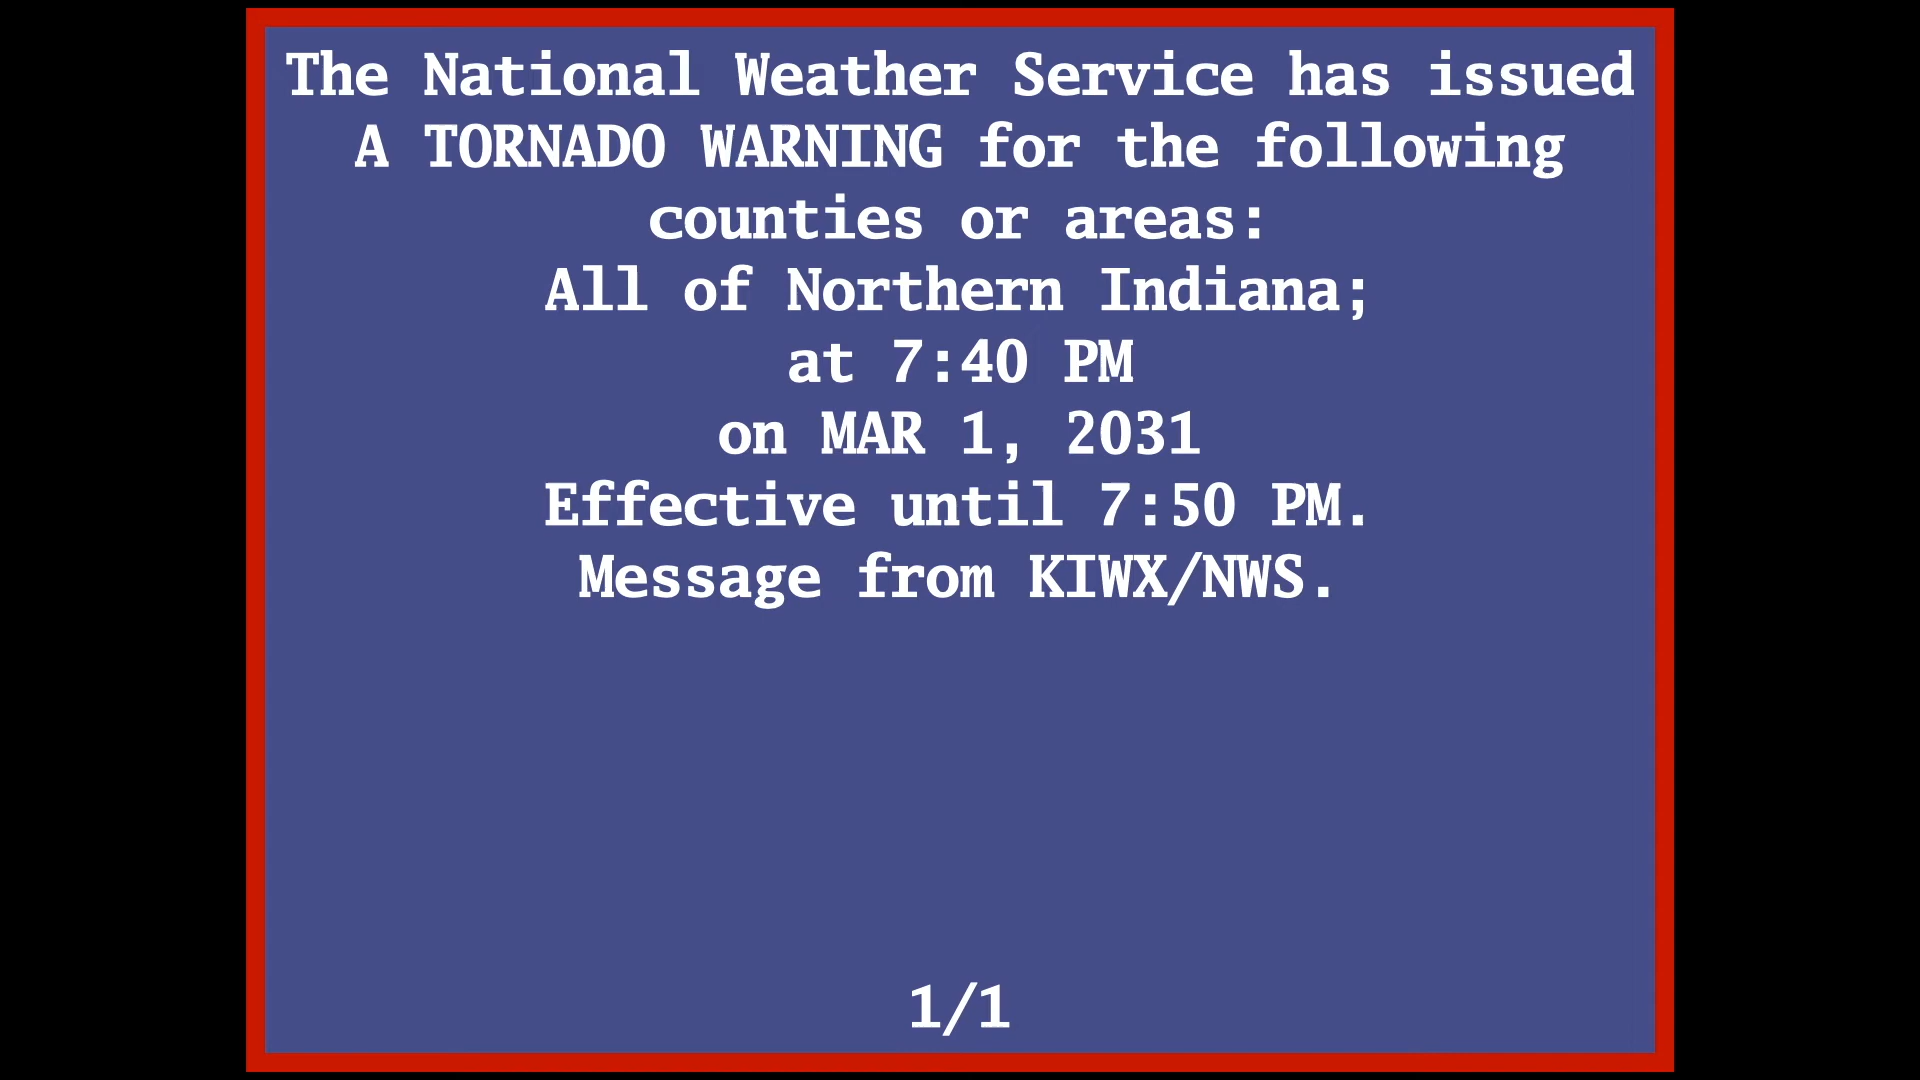 The National Weather Service has issued
A TORNADO WARNING for the following
counties or areas:
All of Northern Indiana;
at 7:40 PM
on MAR 1, 2031
Effective until 7:50 PM.
Message from KIWX/NWS.
1/1